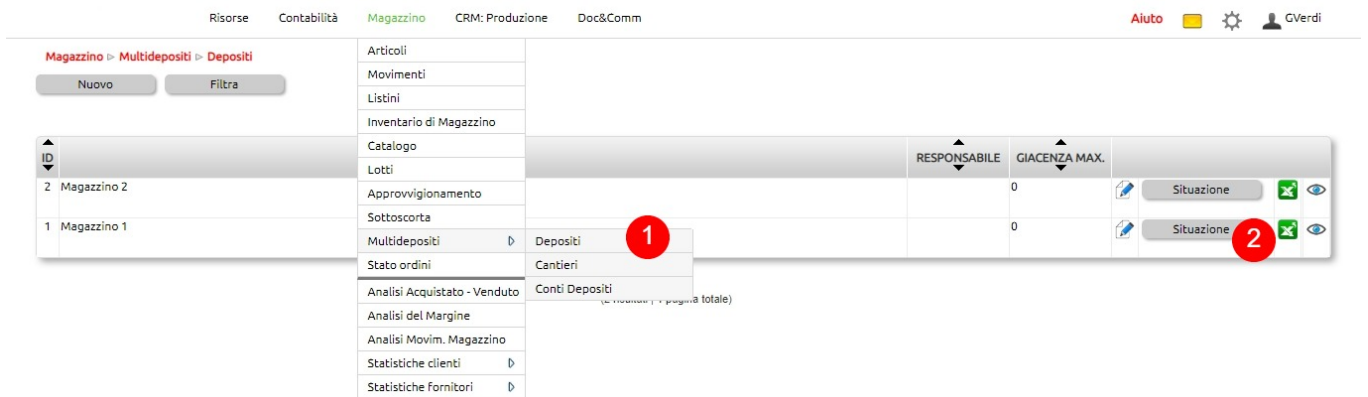 Risorse Contabilità Magazzino CRM: Produzione Doc&Comm Aiuto GVerdi
Magazzino ▷ Multidepositi ▷ Depositi
Nuovo Filtra
Articoli
Movimenti
Listini
Inventario di Magazzino
Catalogo
Lotti
Approvvigionamento
Sottoscorta
Multidepositi
Stato ordini
Analisi Acquistato - Venduto
Analisi del Margine
Analisi Movim. Magazzino
Statistiche clienti
Statistiche fornitori
Depositi 1
Cantieri
Conti Depositi
ID RESPONSABILE GIACENZA MAX.
2 Magazzino 2 0 Situazione
1 Magazzino 1 0 Situazione 2
pagina totale)